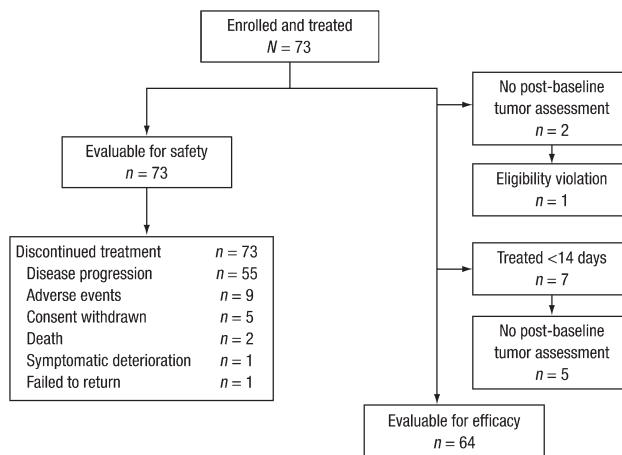 Enrolled and treated
N = 73
No post-baseline
tumor assessment
n = 2
Eligibility violation
n = 1
Evaluable for safety
n = 73
Discontinued treatment n = 73
Disease progression n = 55
Adverse events n = 9
Consent withdrawn n = 5
Death n = 2
Symptomatic deterioration n = 1
Failed to return n = 1
Treated <14 days
n = 7
No post-baseline
tumor assessment
n = 5
Evaluable for efficacy
n = 64